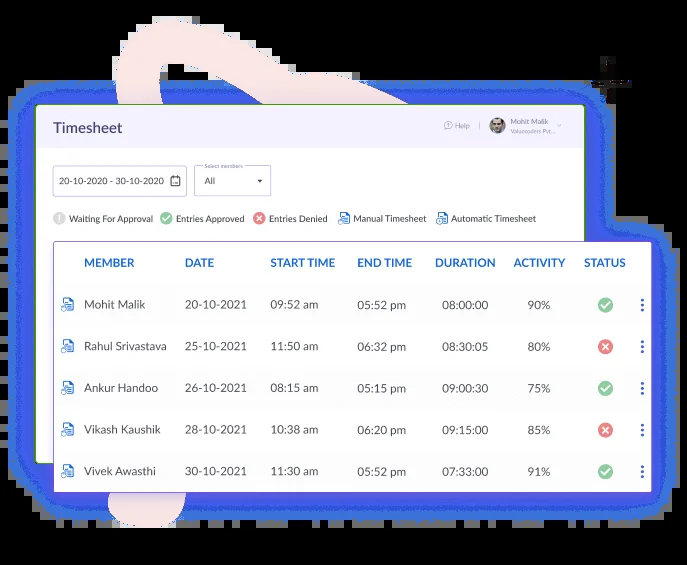 Timesheet
Help
Mohit Malik
Valuecoders Pvt...
Select members
20-10-2020 - 30-10-2020 All
Waiting For Approval Entries Approved Entries Denied Manual Timesheet Automatic Timesheet
MEMBER DATE START TIME END TIME DURATION ACTIVITY STATUS
Mohit Malik 20-10-2021 09:52 am 05:52 pm 08:00:00 90%
Rahul Srivastava 25-10-2021 11:50 am 06:32 pm 08:30:05 80%
Ankur Handoo 26-10-2021 08:15 am 05:15 pm 09:00:30 75%
Vikash Kaushik 28-10-2021 10:38 am 06:20 pm 09:15:00 85%
Vivek Awasthi 30-10-2021 11:30 am 05:52 pm 07:33:00 91%